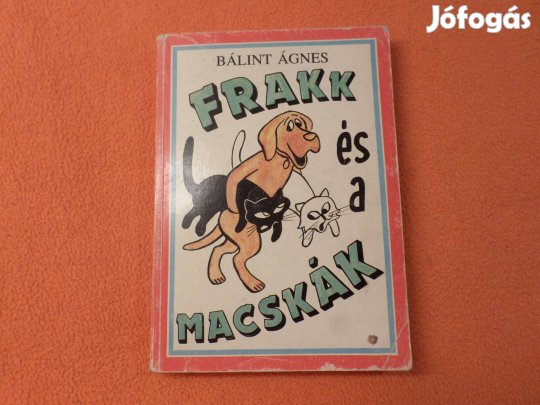 Jófogás
BÁLINT ÁGNES
FRAKK
és
a
MACSKÁK